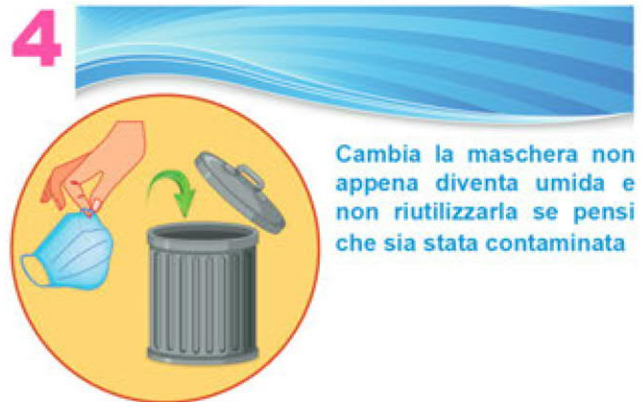 4
Cambia la maschera non
appena diventa umida e
non riutilizzarla se pensi
che sia stata contaminata